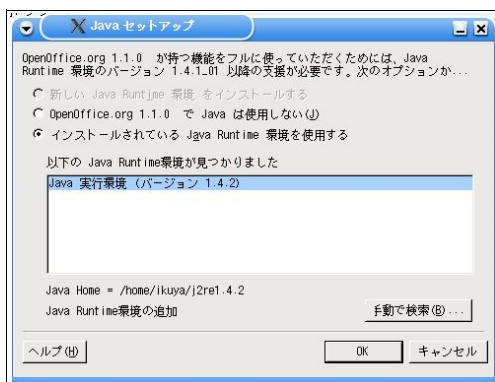 Java セットアップ
OpenOffice.org 1.1.0 が持つ機能をフルに使っていただくためには、Java
Runtime 環境のバージョン 1.4.1_01 以降の支援が必要です。次のオプションか...
新しい Java Runtime 環境 をインストールする
OpenOffice.org 1.1.0 で Java は使用しない(J)
インストールされている Java Runtime 環境を使用する
以下の Java Runtime環境が見つかりました
Java 実行環境 (バージョン 1.4.2)
Java Home = /home/ikuya/j2re1.4.2
Java Runtime環境の追加
手動で検索(B)...
ヘルプ(H)
OK
キャンセル